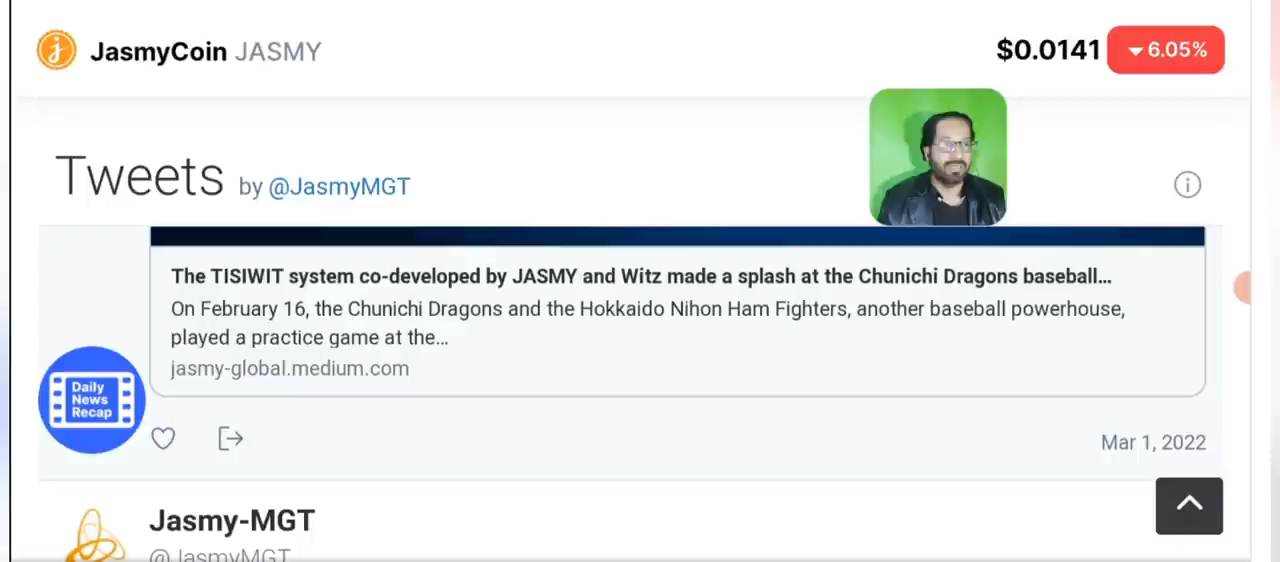 JasmyCoin JASMY
$0.0141 6.05%
Tweets by @JasmyMGT
The TISIWIT system co-developed by JASMY and Witz made a splash at the Chunichi Dragons baseball...
On February 16, the Chunichi Dragons and the Hokkaido Nihon Ham Fighters, another baseball powerhouse,
played a practice game at the...
jasmy-global.medium.com
Daily
News
Recap
Mar 1, 2022
Jasmy-MGT
@JasmyMGT